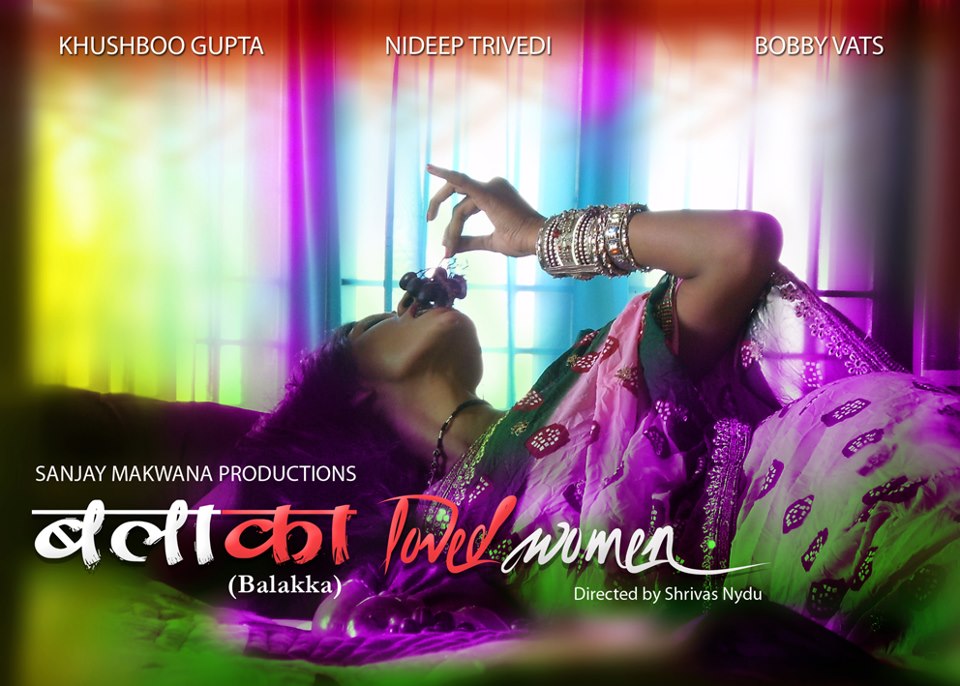 KHUSHBOO GUPTA NIDEEP TRIVEDI BOBBY VATS
SANJAY MAKWANA PRODUCTIONS
बलाका loved women
(Balakka)
Directed by Shrivas Nydu